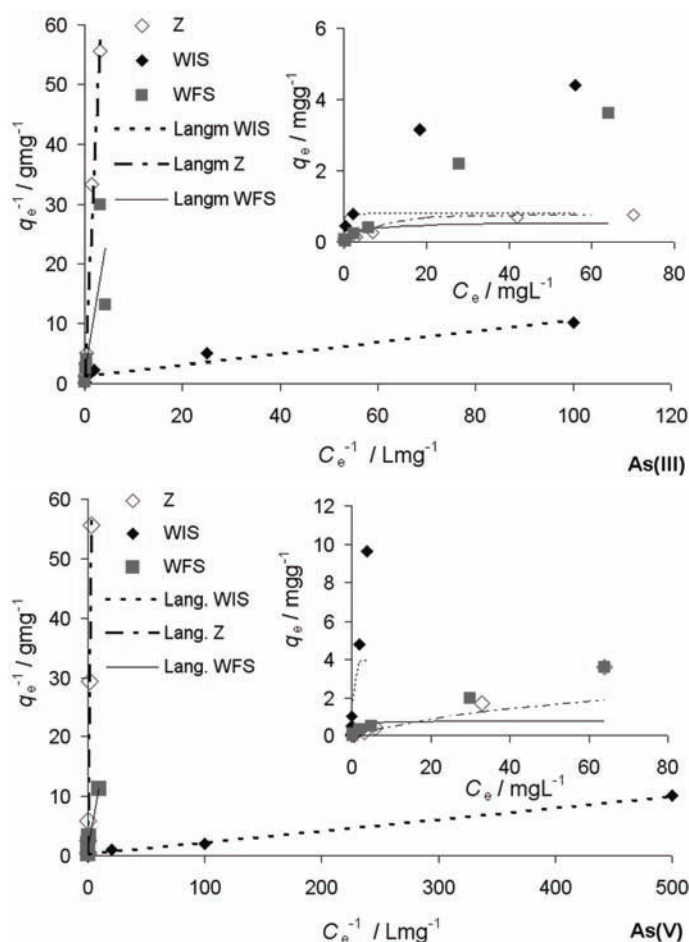 60
50
40
30
20
10
0
q_e^-1 / gmg^-1
Z
WIS
WFS
Langm WIS
Langm Z
Langm WFS
6
4
2
0
q_e / mgg^-1
0 20 40 60 80
C_e / mgL^-1
0 20 40 60 80 100 120
C_e^-1 / Lmg^-1
As(III)
60
50
40
30
20
10
0
q_e^-1 / gmg^-1
Z
WIS
WFS
Lang. WIS
Lang. Z
Lang. WFS
12
10
8
6
4
2
0
q_e / mgg^-1
0 20 40 60 80
C_e / mgL^-1
0 100 200 300 400 500
C_e^-1 / Lmg^-1
As(V)